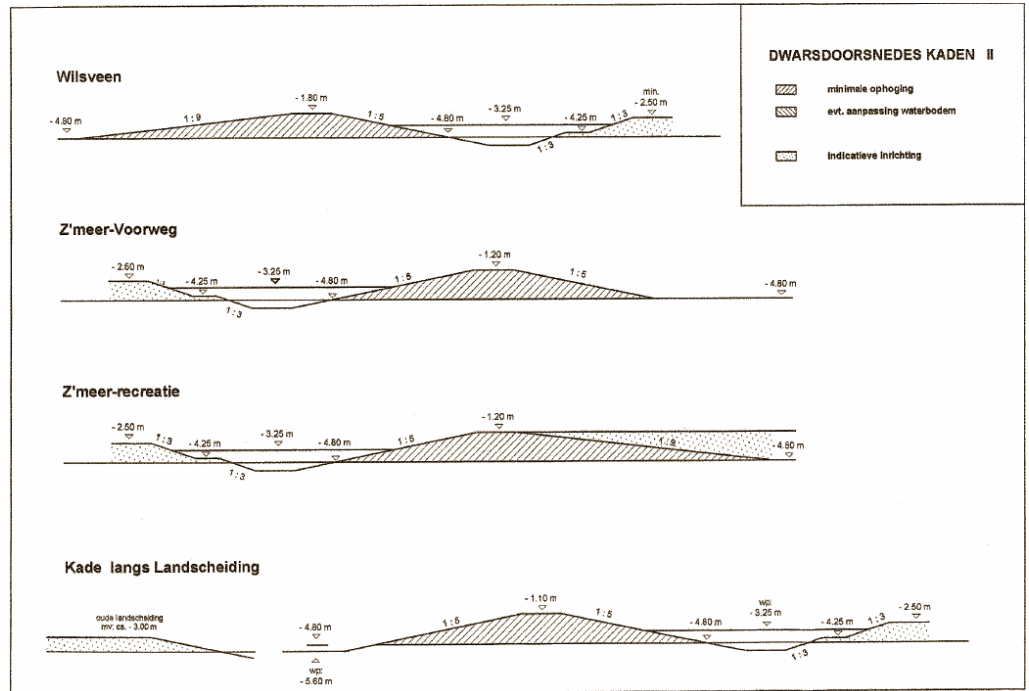 DWARSDOORSNEDES KADEN II
minimale ophoging
evt. aanpassing waterbodem
indicatieve inrichting
Wilsveen
- 4.80 m
1 : 9
- 1.80 m
1 : 5
- 4.80 m
- 3.25 m
- 4.25 m
1 : 3
1 : 3
min.
- 2.50 m
Z'meer-Voorweg
- 2.60 m
1:3
- 4.25 m
1 : 3
- 3.25 m
- 4.80 m
1 : 5
- 1.20 m
1 : 5
- 4.80 m
Z'meer-recreatie
- 2.50 m
1 : 3
- 4.25 m
1 : 3
- 3.25 m
- 4.80 m
1 : 5
- 1.20 m
1 : 9
- 4.80 m
Kade langs Landscheiding
oude landscheiding
mv: ca. - 3.00 m
- 4.80 m
wp:
- 5.60 m
1 : 5
- 1.10 m
1 : 5
- 4.80 m
wp:
- 3.25 m
1 : 3
- 4.25 m
1 : 3
- 2.50 m